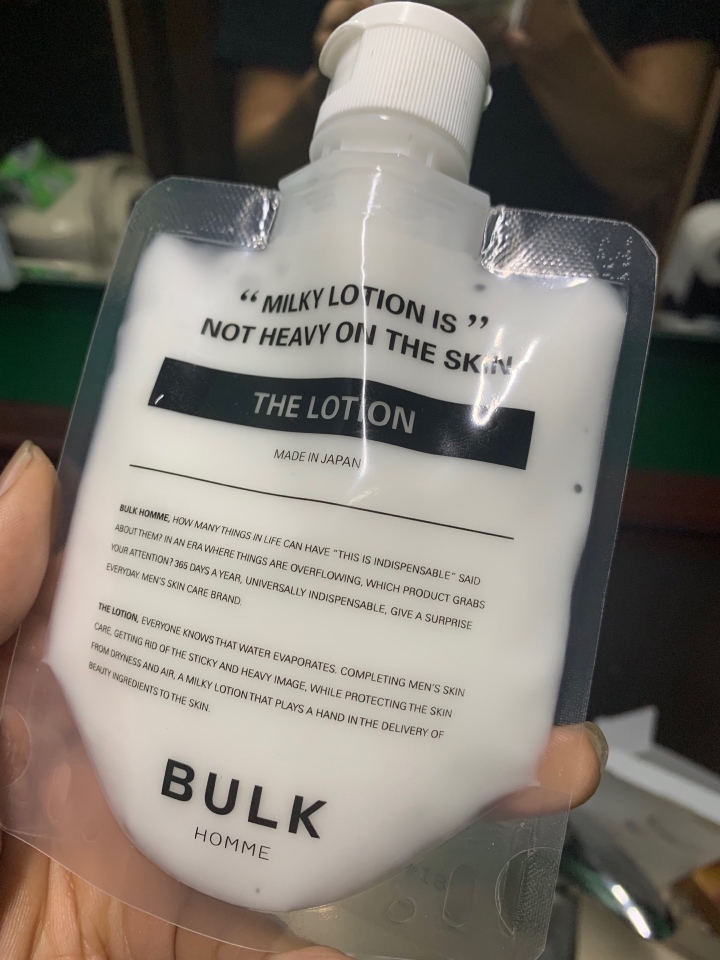 “ MILKY LOTION IS ”
NOT HEAVY ON THE SKIN
THE LOTION
MADE IN JAPAN
BULK HOMME, HOW MANY THINGS IN LIFE CAN HAVE "THIS IS INDISPENSABLE" SAID
ABOUT THEM? IN AN ERA WHERE THINGS ARE OVERFLOWING, WHICH PRODUCT GRABS
YOUR ATTENTION? 365 DAYS A YEAR, UNIVERSALLY INDISPENSABLE, GIVE A SURPRISE
EVERYDAY. MEN'S SKIN CARE BRAND.
THE LOTION, EVERYONE KNOWS THAT WATER EVAPORATES. COMPLETING MEN'S SKIN
CARE, GETTING RID OF THE STICKY AND HEAVY IMAGE, WHILE PROTECTING THE SKIN
FROM DRYNESS AND AIR, A MILKY LOTION THAT PLAYS A HAND IN THE DELIVERY OF
BEAUTY INGREDIENTS TO THE SKIN.
BULK
HOMME